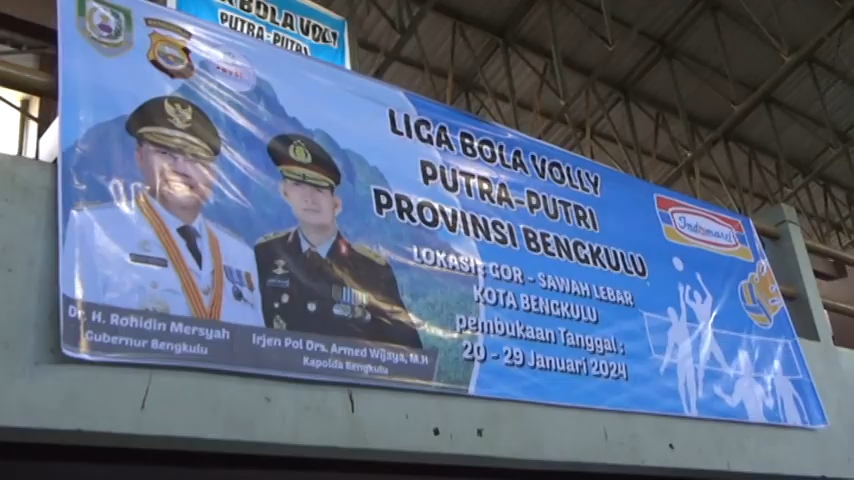 A BOLA VOLLY
PUTRA-PUTRI
LIGA BOLA VOLLY
PUTRA-PUTRI
PROVINSI BENGKULU
LOKASI: GOR - SAWAH LEBAR
KOTA BENGKULU
pembukaan Tanggal :
20 - 29 Januari 2024
Indomaret
Dr. H. Rohidin Mersyah
Gubernur Bengkulu
Irjen Pol Drs. Armed Wijaya, M.H
Kapolda Bengkulu